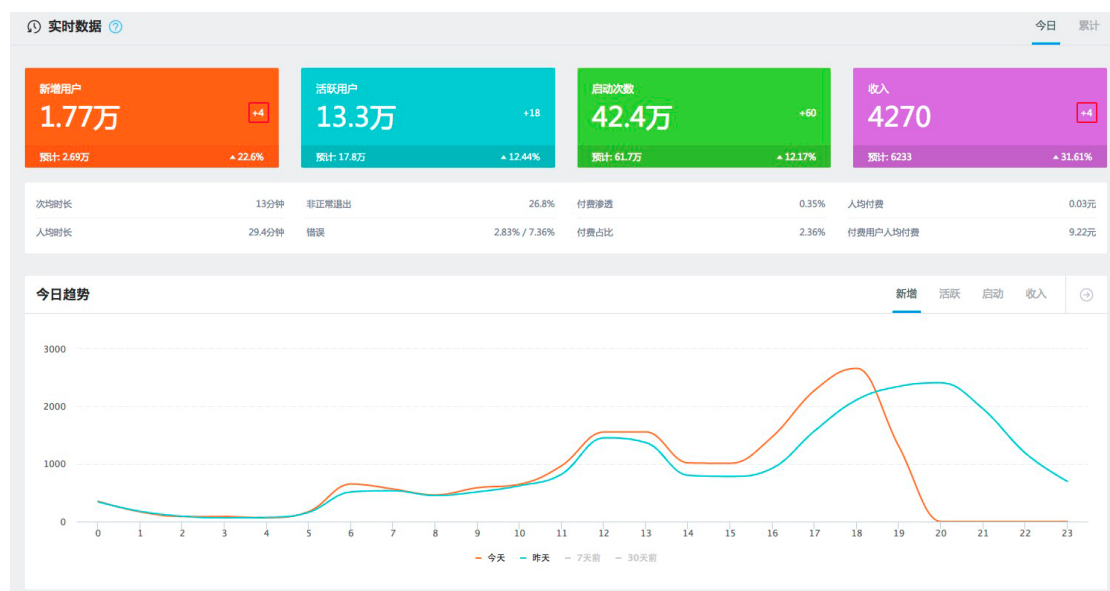 实时数据 ?
今日 累计
新增用户
1.77万 +4
预计: 2.69万 ▲ 22.6%
活跃用户
13.3万 +18
预计: 17.8万 ▲ 12.44%
启动次数
42.4万 +60
预计: 61.7万 ▲ 12.17%
收入
4270 +4
预计: 6233 ▲ 31.61%
次均时长 13分钟 非正常退出 26.8% 付费渗透 0.35% 人均付费 0.03元
人均时长 29.4分钟 错误 2.83% / 7.36% 付费占比 2.36% 付费用户人均付费 9.22元
今日趋势
新增 活跃 启动 收入
3000
2000
1000
0
0 1 2 3 4 5 6 7 8 9 10 11 12 13 14 15 16 17 18 19 20 21 22 23
今天 昨天 7天前 30天前